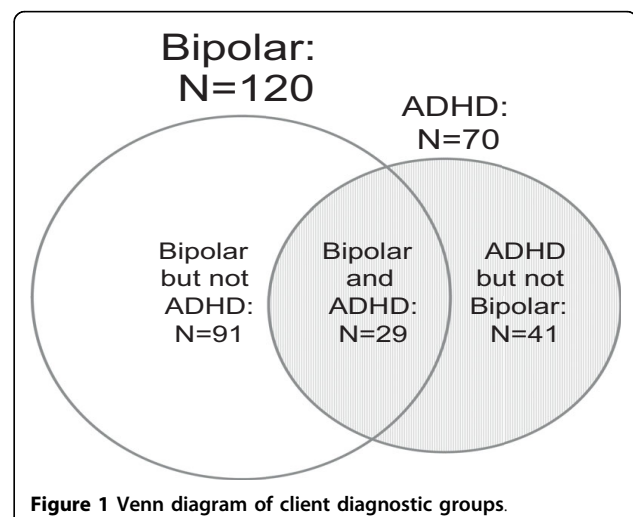 Bipolar:
N=120
ADHD:
N=70
Bipolar
but not
ADHD:
N=91
Bipolar
and
ADHD:
N=29
ADHD
but not
Bipolar:
N=41
Figure 1 Venn diagram of client diagnostic groups.